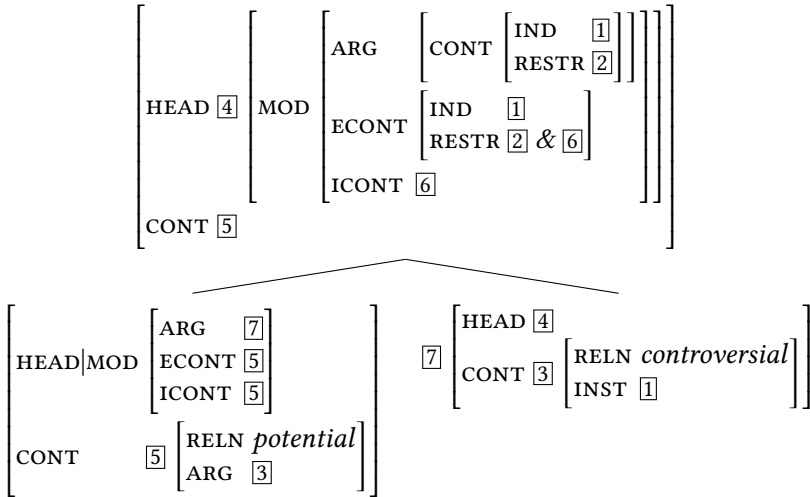 ARG [CONT [IND 1
RESTR 2]]
HEAD 4 MOD ECONT [IND 1
RESTR 2 & 6]
ICONT 6
CONT 5
HEAD|MOD [ARG 7
ECONT 5
ICONT 5]
CONT 5 [RELN potential
ARG 3]
7 [HEAD 4
CONT 3 [RELN controversial
INST 1]]